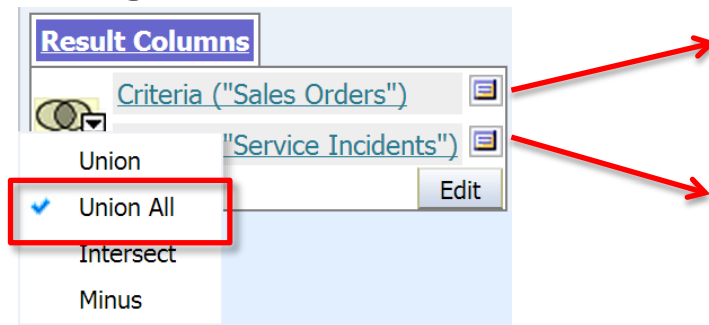 Result Columns
Criteria ("Sales Orders")
"Service Incidents")
Edit
Union
Union All
Intersect
Minus